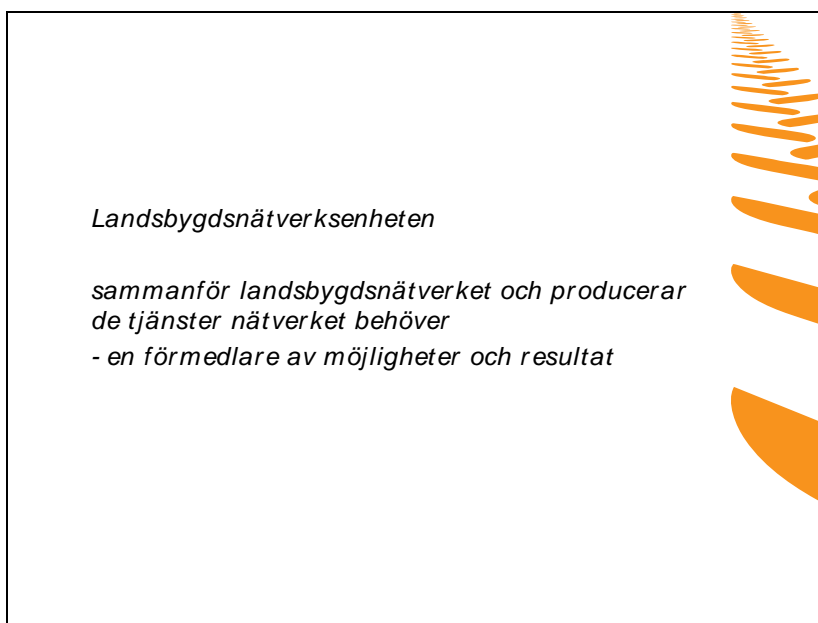 Landsbygdsnätverksenheten
sammanför landsbygdsnätverket och producerar
de tjänster nätverket behöver
- en förmedlare av möjligheter och resultat